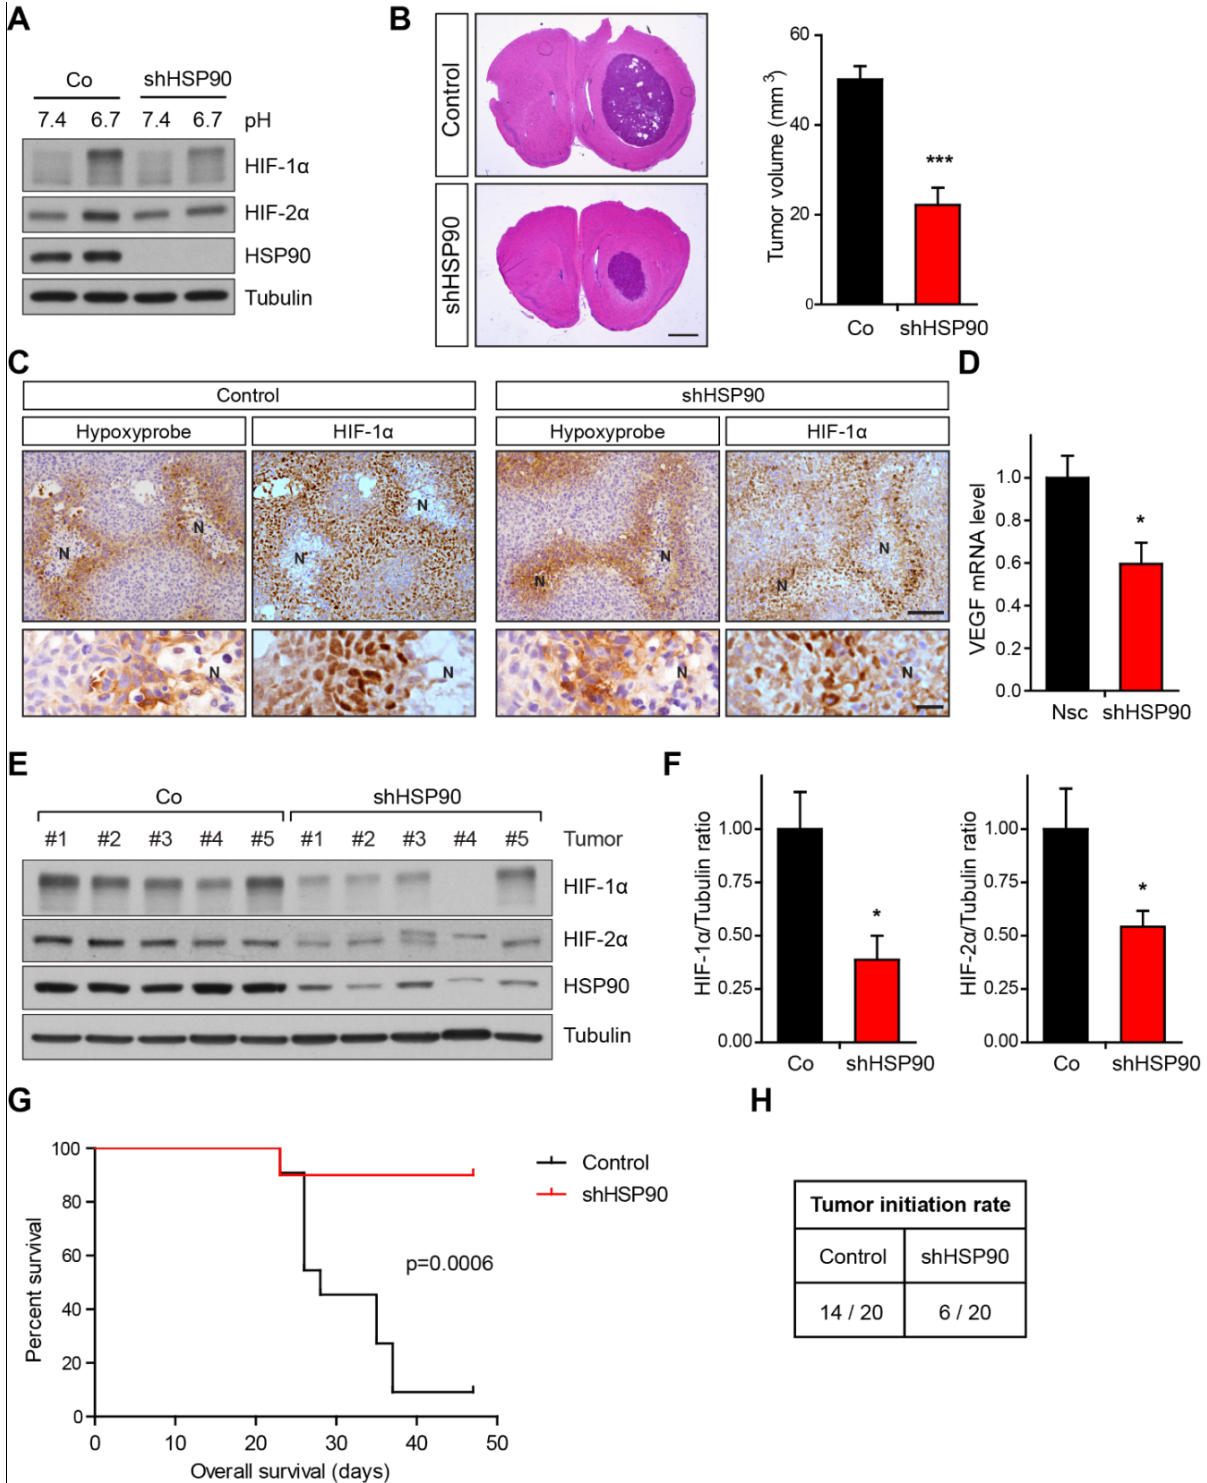 A
Co shHSP90
7.4 6.7 7.4 6.7 pH
HIF-1α
HIF-2α
HSP90
Tubulin
B
Control
shHSP90
Tumor volume (mm³)
60
40
20
0
***
Co shHSP90
C
Control shHSP90
Hypoxyprobe HIF-1α Hypoxyprobe HIF-1α
N N N N N N N N
N N N N
D
VEGF mRNA level
1.0
0.8
0.6
0.4
0.2
0.0
*
Nsc shHSP90
E
Co shHSP90
#1 #2 #3 #4 #5 #1 #2 #3 #4 #5 Tumor
HIF-1α
HIF-2α
HSP90
Tubulin
F
HIF-1α/Tubulin ratio
1.00
0.75
0.50
0.25
0.00
*
Co shHSP90
HIF-2α/Tubulin ratio
1.00
0.75
0.50
0.25
0.00
*
Co shHSP90
G
Percent survival
100
80
60
40
20
0
0 10 20 30 40 50
Overall survival (days)
Control
shHSP90
p=0.0006
H
Tumor initiation rate
Control shHSP90
14 / 20 6 / 20